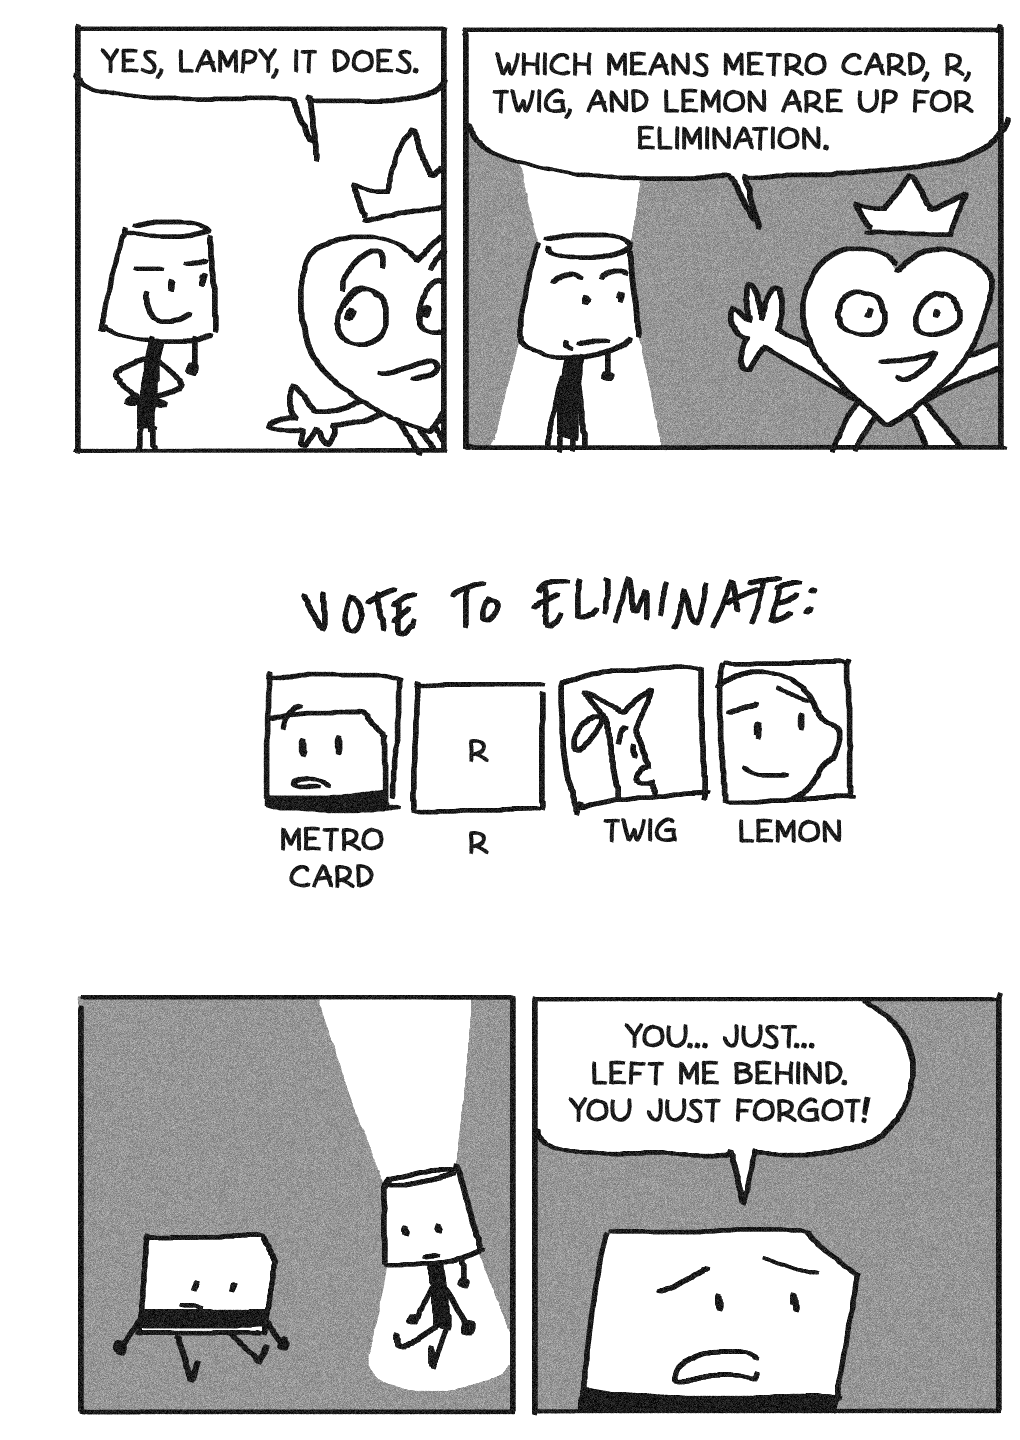 YES, LAMPY, IT DOES.
WHICH MEANS METRO CARD, R,
TWIG, AND LEMON ARE UP FOR
ELIMINATION.
VOTE TO ELIMINATE:
R
METRO
CARD
R
TWIG
LEMON
YOU... JUST...
LEFT ME BEHIND.
YOU JUST FORGOT!